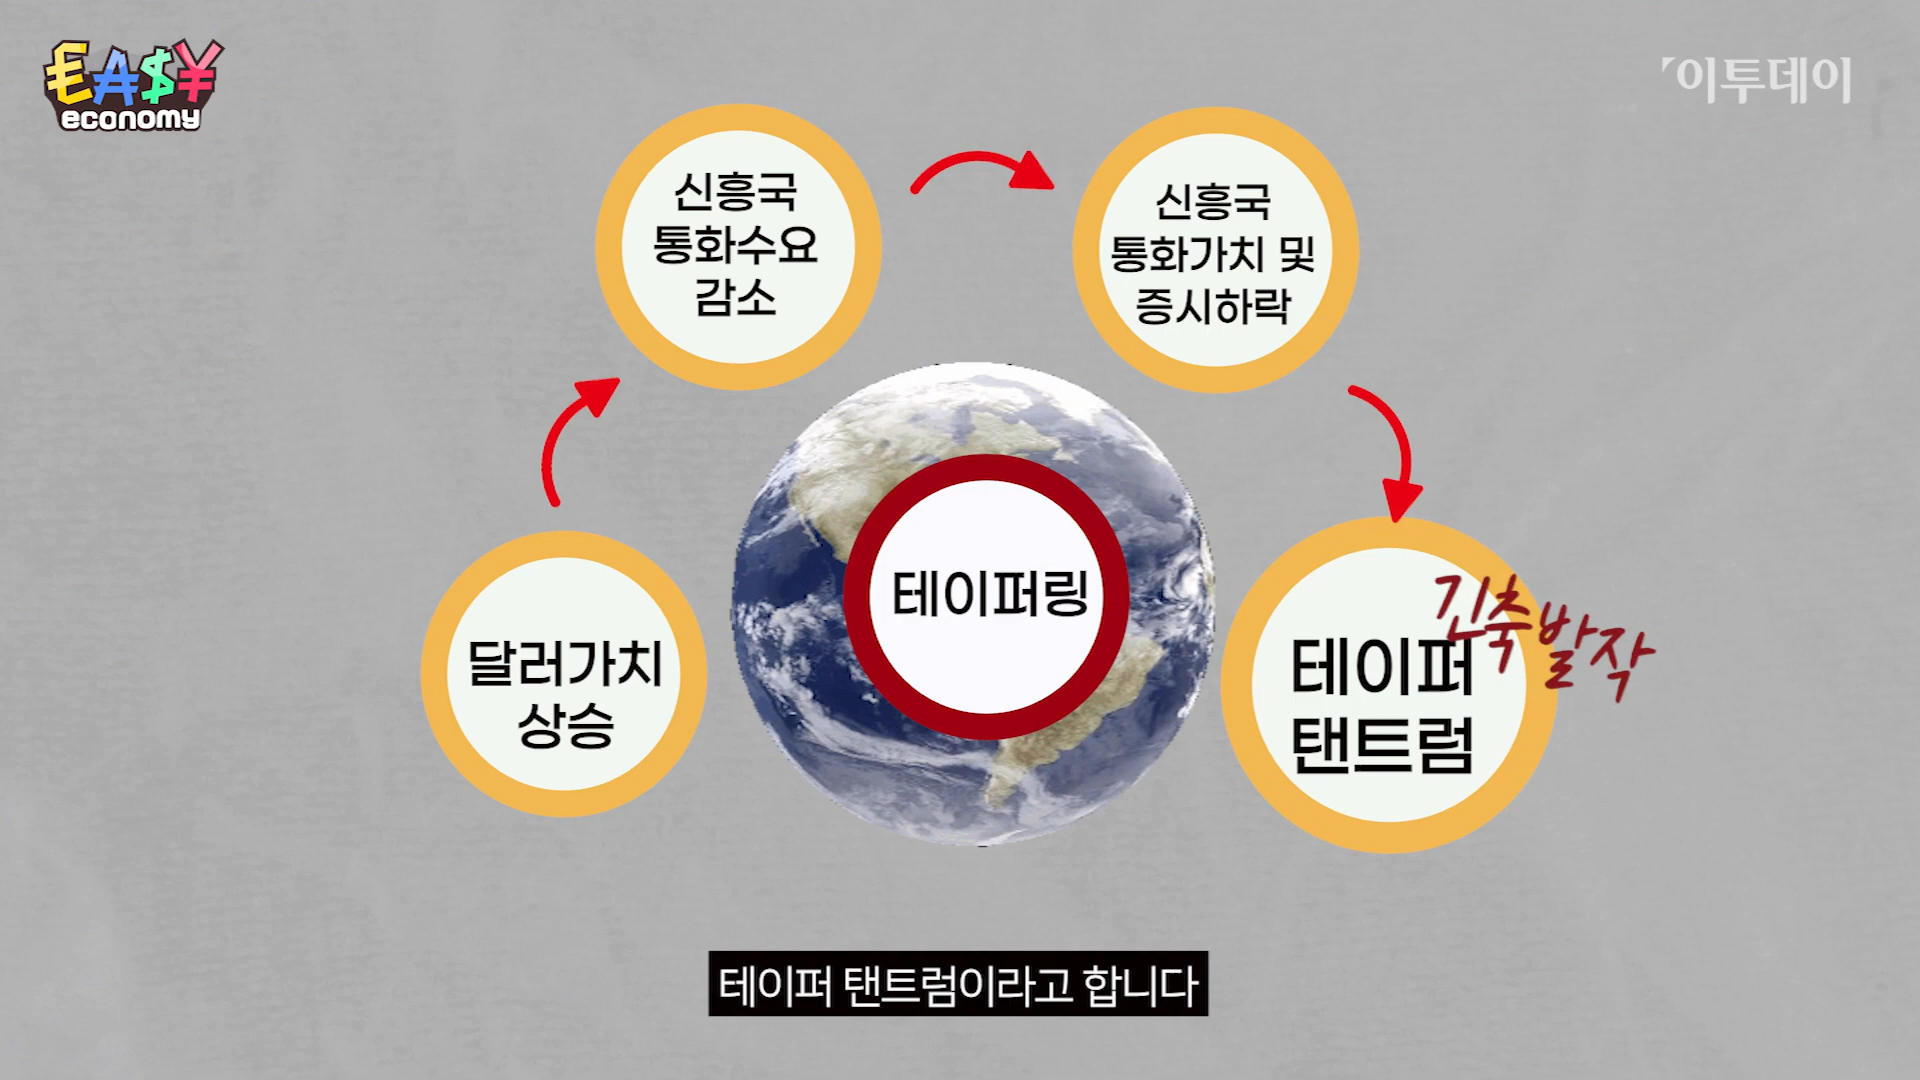 EA$Y
economy
이투데이
신흥국
통화수요
감소
신흥국
통화가치 및
증시하락
테이퍼링
달러가치
상승
긴축발작
테이퍼
탠트럼
테이퍼 탠트럼이라고 합니다